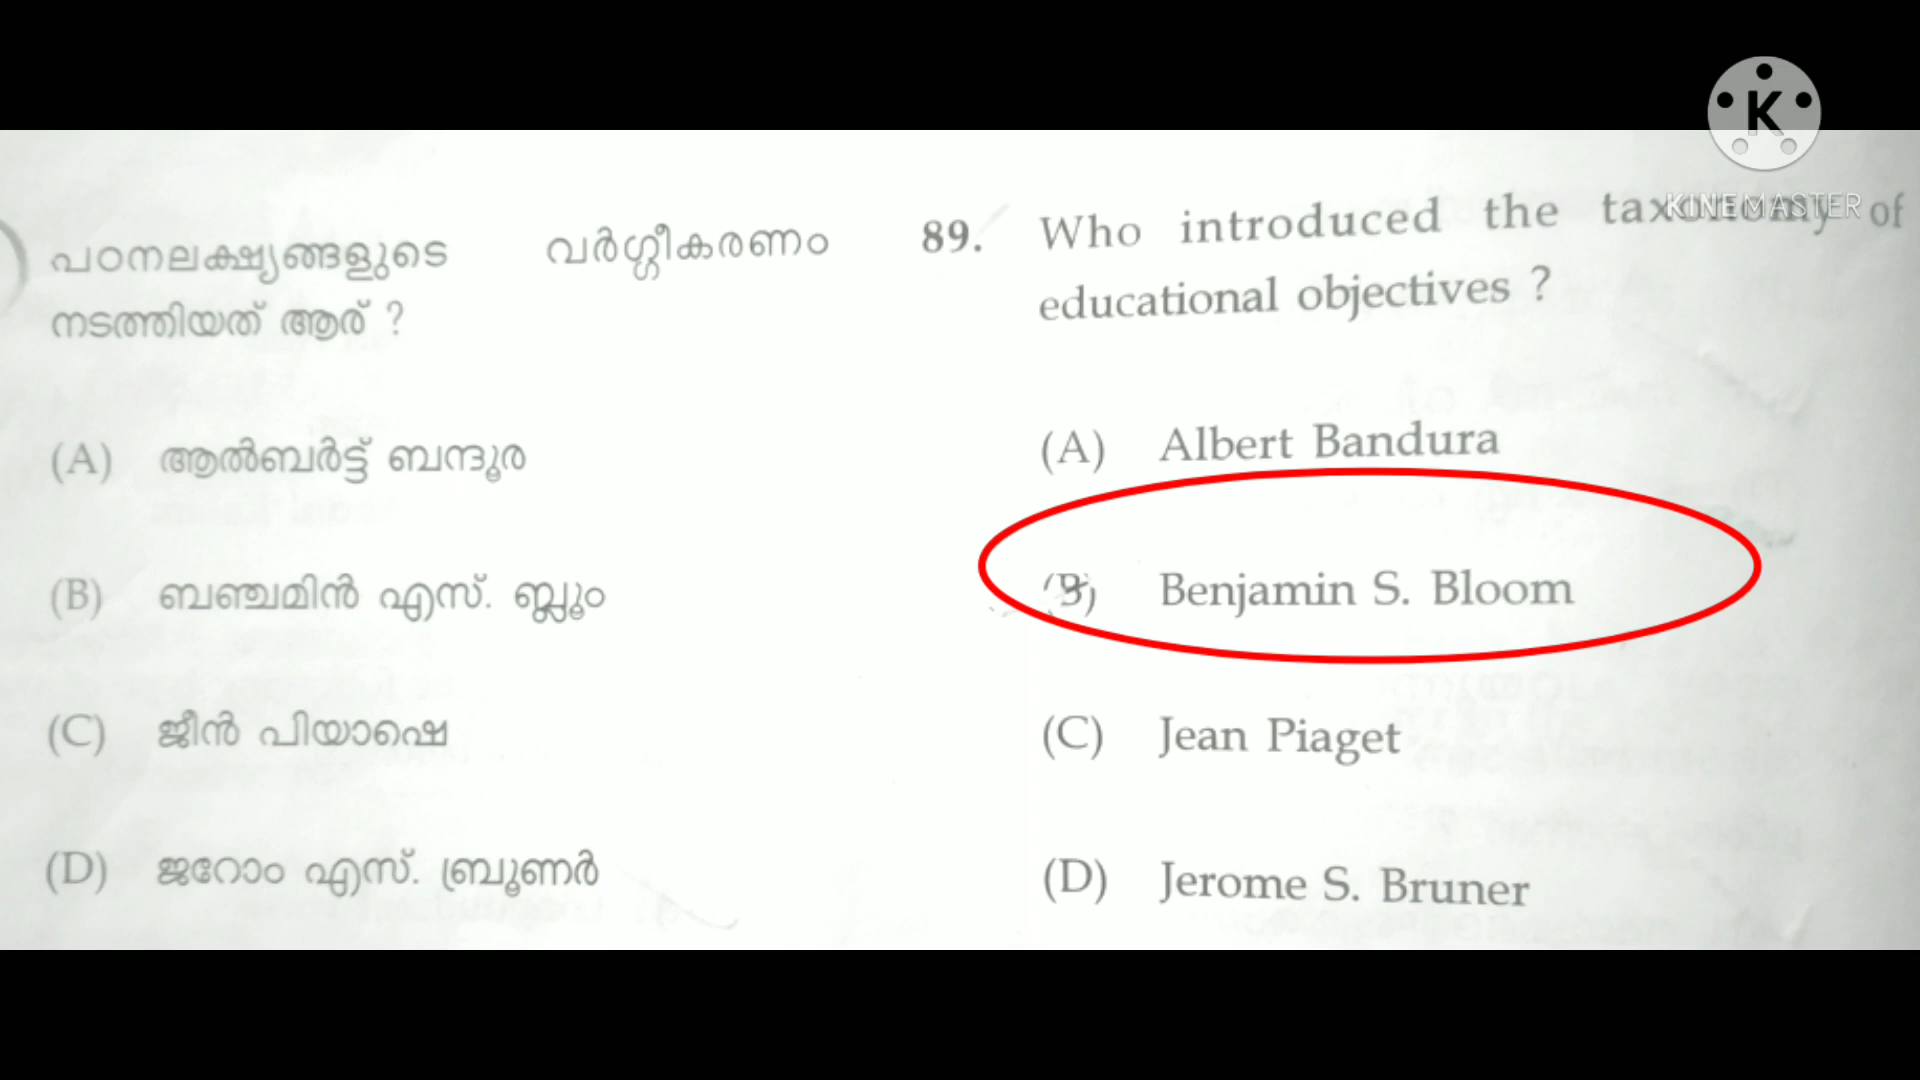 പഠനലക്ഷ്യങ്ങളുടെ വർഗ്ഗീകരണം
നടത്തിയത് ആര് ?
(A) ആൽബർട്ട് ബന്ദൂര
(B) ബഞ്ചമിൻ എസ്. ബ്ലൂം
(C) ജീൻ പിയാഷെ
(D) ജറോം എസ്. ബ്രൂണർ
89. Who introduced the taxonomy of
educational objectives ?
(A) Albert Bandura
(B) Benjamin S. Bloom
(C) Jean Piaget
(D) Jerome S. Bruner
K
KINEMASTER